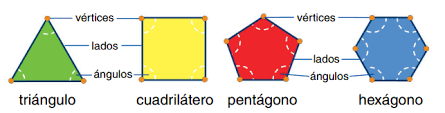 vértices
lados
ángulos
vértices
lados
ángulos
triángulo
cuadrilátero
pentágono
hexágono